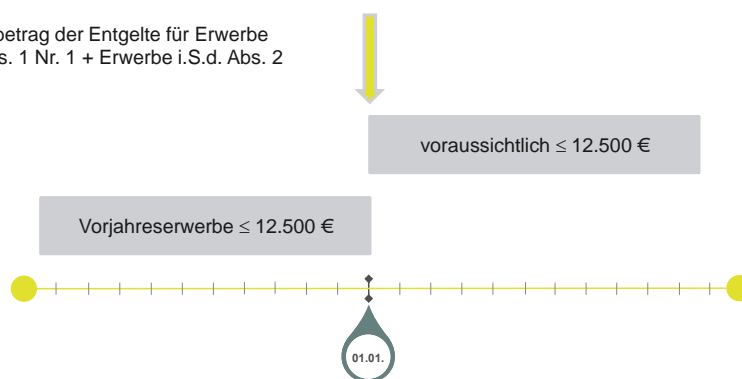 betrag der Entgelte für Erwerbe
s. 1 Nr. 1 + Erwerbe i.S.d. Abs. 2
voraussichtlich ≤ 12.500 €
Vorjahreserwerbe ≤ 12.500 €
01.01.